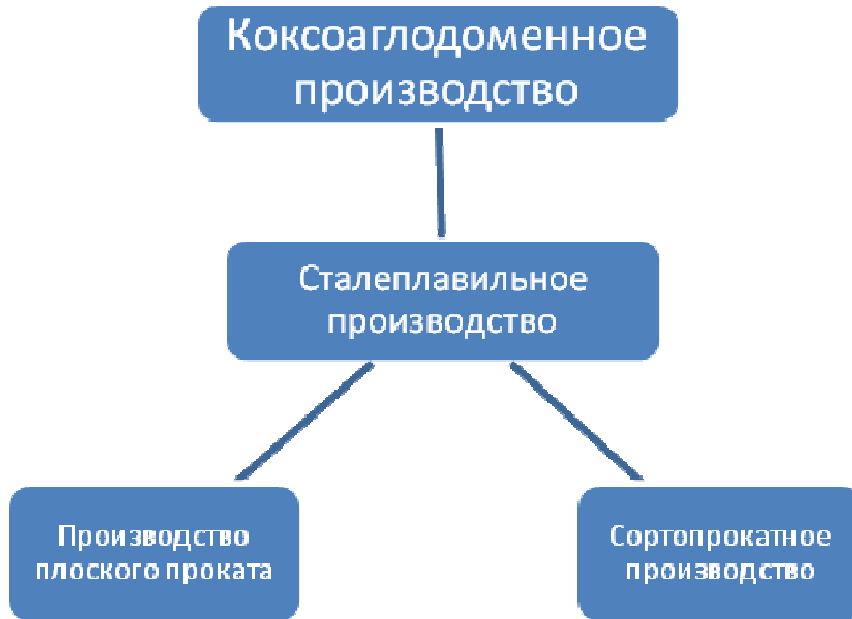 Коксоаглодоменное
производство
Сталеплавильное
производство
Производство
плоского проката
Сортопрокатное
производство